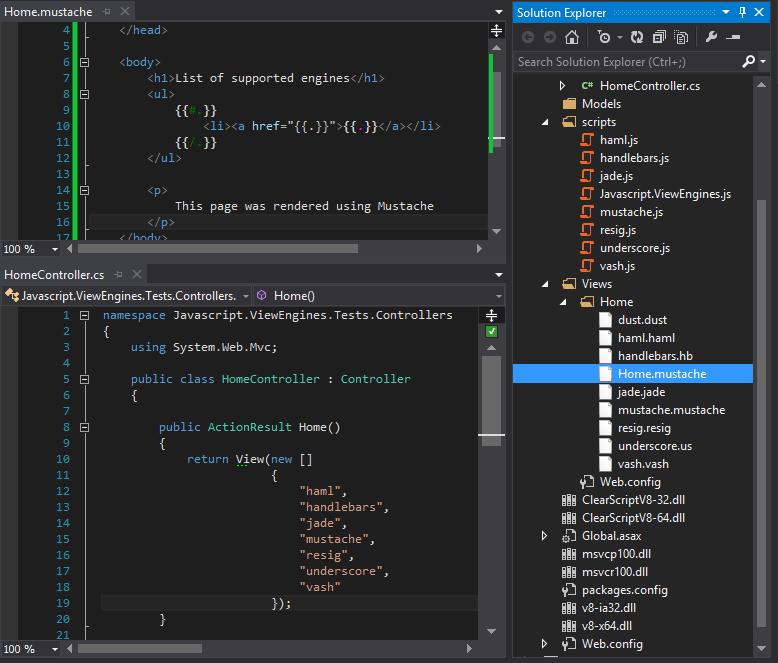 Home.mustache
4 </head>
5
6 <body>
7 <h1>List of supported engines</h1>
8 <ul>
9 {{#.}}
10 <li><a href="{{.}}">{{.}}</a></li>
11 {{/.}}
12 </ul>
13
14 <p>
15 This page was rendered using Mustache
16 </p>
17 </body>
100 %
HomeController.cs
Javascript.ViewEngines.Tests.Controllers.
Home()
1 namespace Javascript.ViewEngines.Tests.Controllers
2 {
3 using System.Web.Mvc;
4
5 public class HomeController : Controller
6 {
7
8 public ActionResult Home()
9 {
10 return View(new []
11 {
12 "haml",
13 "handlebars",
14 "jade",
15 "mustache",
16 "resig",
17 "underscore",
18 "vash"
19 });
20 }
21
100 %
Solution Explorer
Search Solution Explorer (Ctrl+;)
C# HomeController.cs
Models
scripts
haml.js
handlebars.js
jade.js
Javascript.ViewEngines.js
mustache.js
resig.js
underscore.js
vash.js
Views
Home
dust.dust
haml.haml
handlebars.hb
Home.mustache
jade.jade
mustache.mustache
resig.resig
underscore.us
vash.vash
Web.config
ClearScriptV8-32.dll
ClearScriptV8-64.dll
Global.asax
msvcp100.dll
msvcr100.dll
packages.config
v8-ia32.dll
v8-x64.dll
Web.config